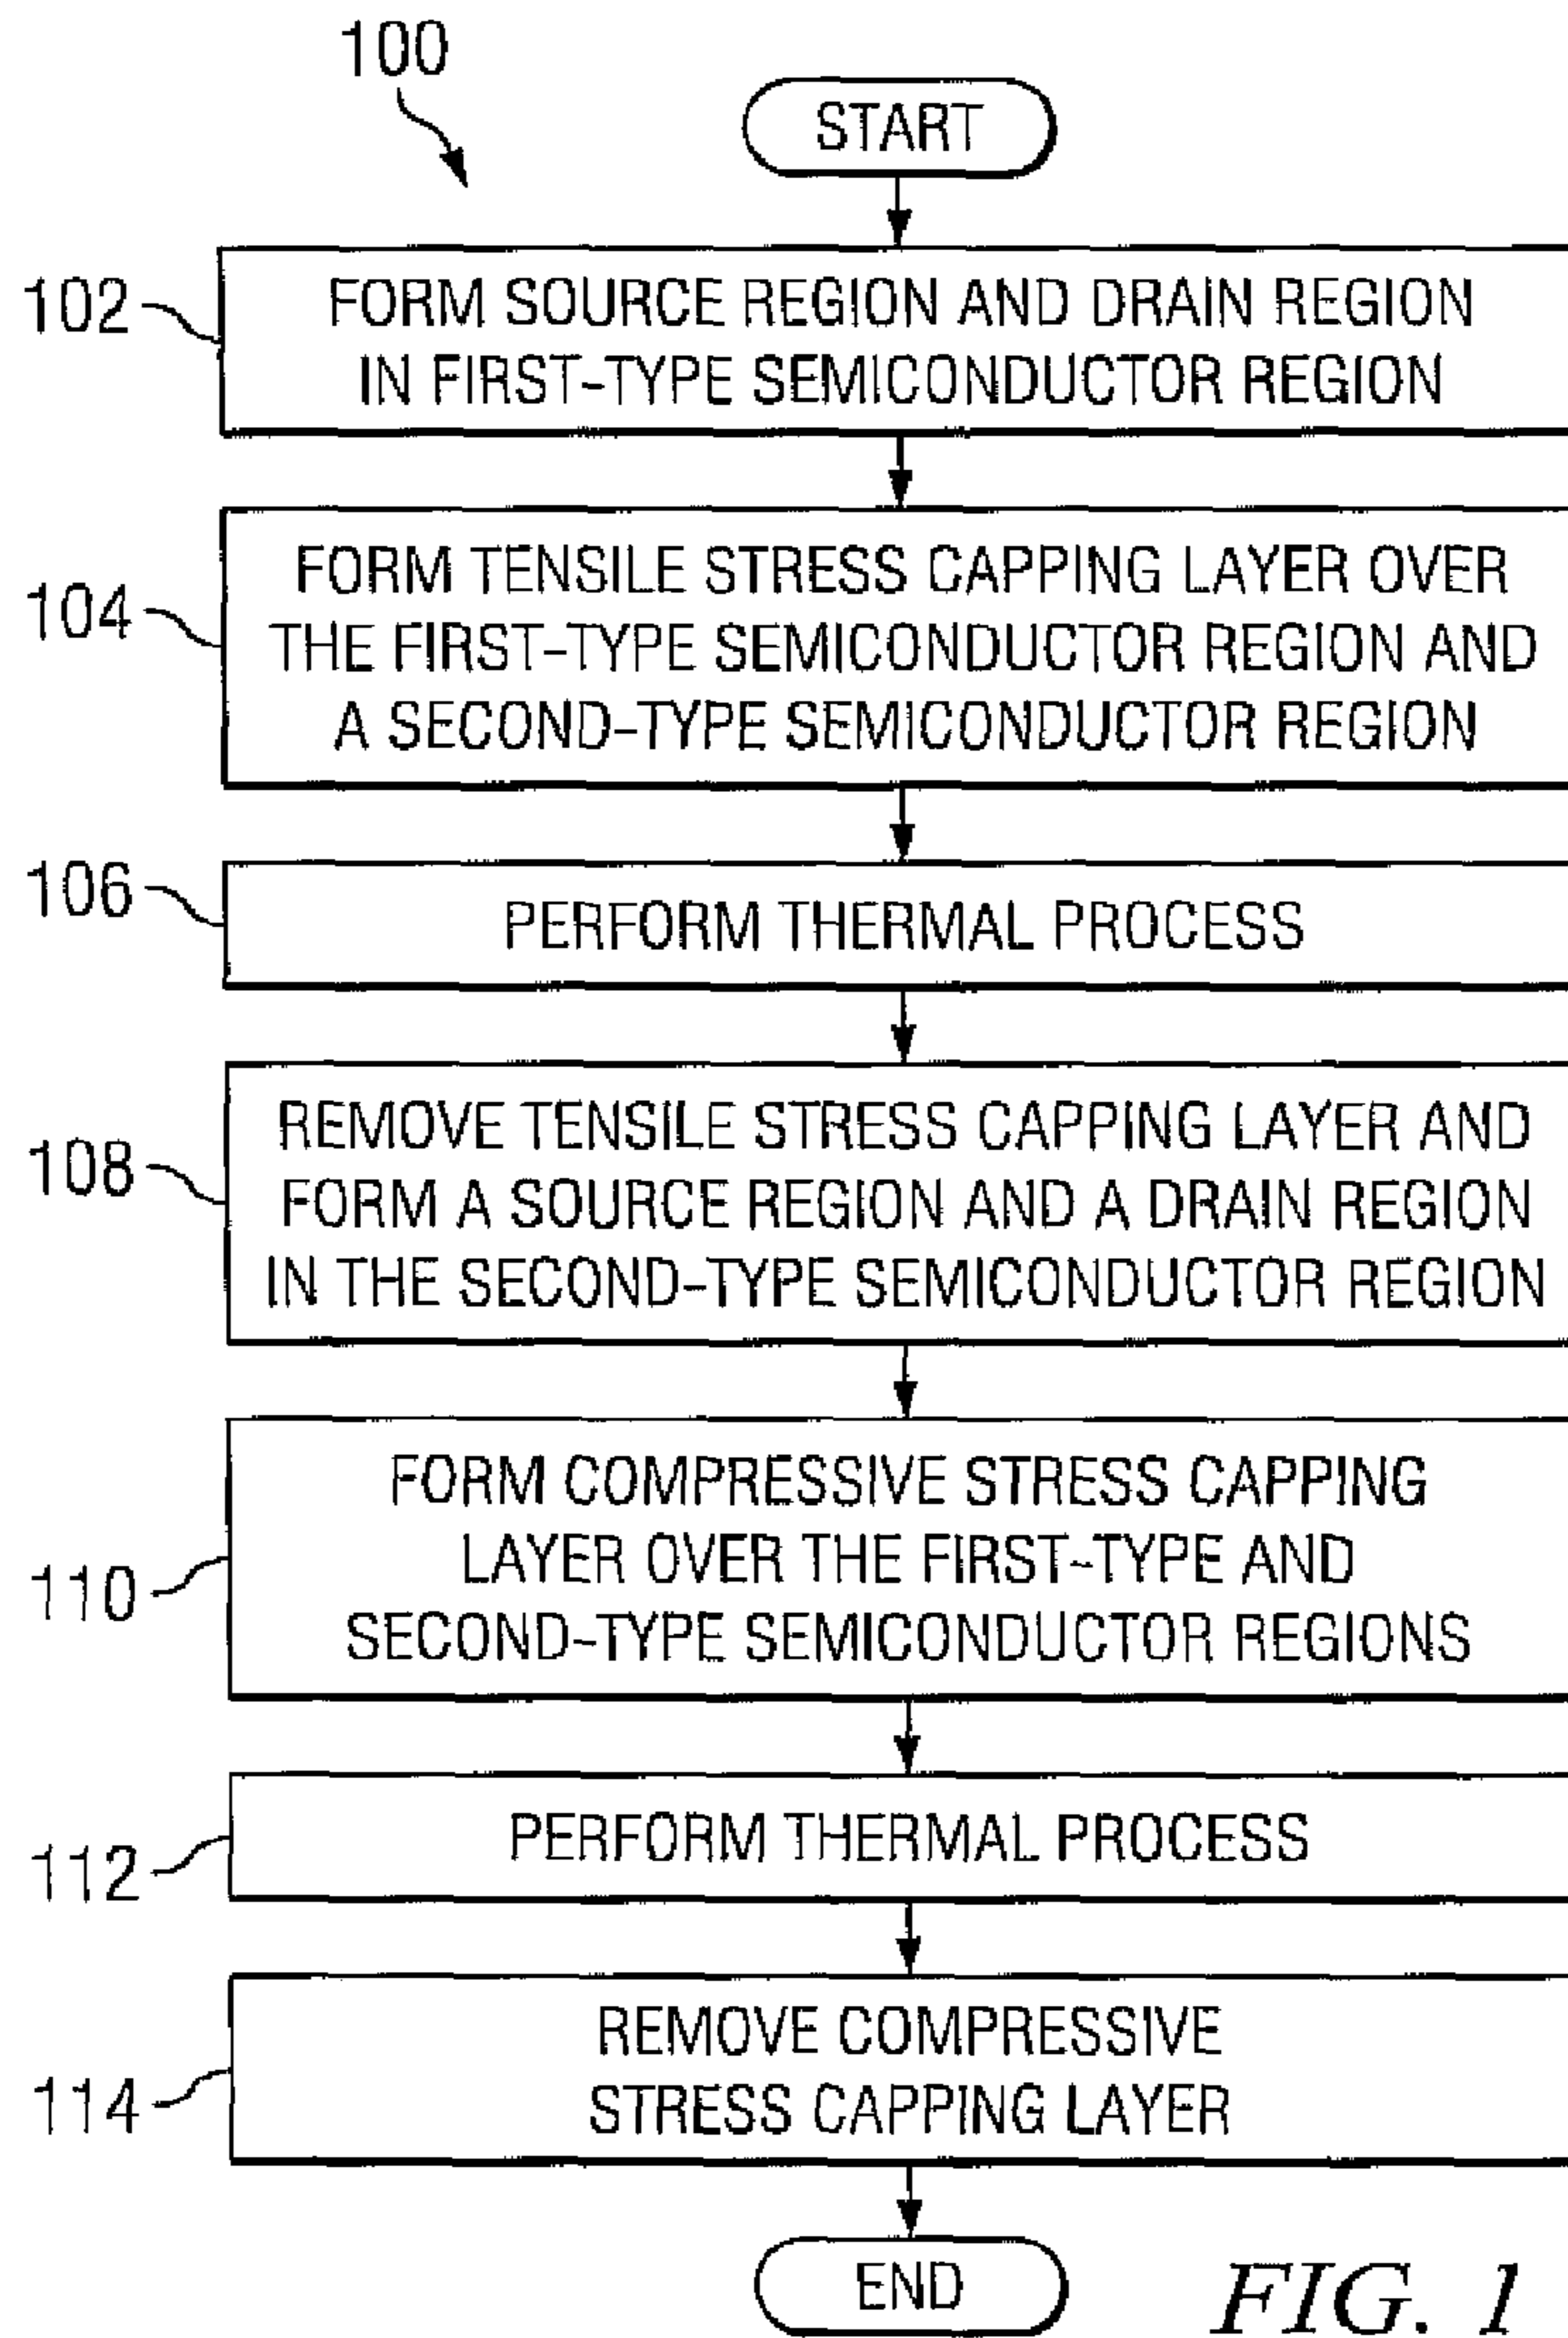 100
START
102
FORM SOURCE REGION AND DRAIN REGION
IN FIRST-TYPE SEMICONDUCTOR REGION
104
FORM TENSILE STRESS CAPPING LAYER OVER
THE FIRST-TYPE SEMICONDUCTOR REGION AND
A SECOND-TYPE SEMICONDUCTOR REGION
106
PERFORM THERMAL PROCESS
108
REMOVE TENSILE STRESS CAPPING LAYER AND
FORM A SOURCE REGION AND A DRAIN REGION
IN THE SECOND-TYPE SEMICONDUCTOR REGION
110
FORM COMPRESSIVE STRESS CAPPING
LAYER OVER THE FIRST-TYPE AND
SECOND-TYPE SEMICONDUCTOR REGIONS
112
PERFORM THERMAL PROCESS
114
REMOVE COMPRESSIVE
STRESS CAPPING LAYER
END
FIG. 1